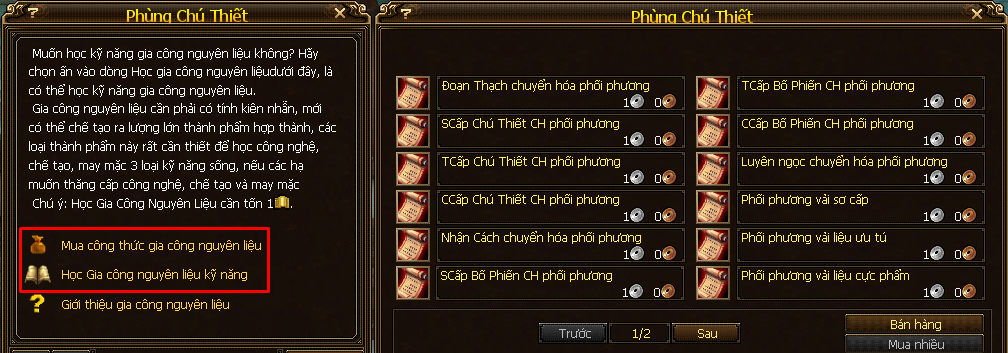 Phùng Chú Thiết
Muốn học kỹ năng gia công nguyên liệu không? Hãy
chọn ấn vào dòng Học gia công nguyên liệudưới đây, là
có thể học kỹ năng gia công nguyên liệu.
Gia công nguyên liệu cần phải có tính kiên nhẫn, mới
có thể chế tạo ra lượng lớn thành phẩm hợp thành, các
loại thành phẩm này rất cần thiết để học công nghệ,
chế tạo, may mặc 3 loại kỹ năng sống, nếu các hạ
muốn thăng cấp công nghệ, chế tạo và may mặc
Chú ý: Học Gia Công Nguyên Liệu cần tốn 1.
Mua công thức gia công nguyên liệu
Học Gia công nguyên liệu kỹ năng
? Giới thiệu gia công nguyên liệu
Phùng Chú Thiết
Đoạn Thạch chuyển hóa phối phương
1 0
SCấp Chú Thiết CH phối phương
1 0
TCấp Chú Thiết CH phối phương
1 0
CCấp Chú Thiết CH phối phương
1 0
Nhận Cách chuyển hóa phối phương
1 0
SCấp Bố Phiến CH phối phương
1 0
TCấp Bố Phiến CH phối phương
1 0
CCấp Bố Phiến CH phối phương
1 0
Luyện ngọc chuyển hóa phối phương
1 0
Phối phương vải sơ cấp
1 0
Phối phương vải liệu ưu tú
1 0
Phối phương vải liệu cực phẩm
1 0
Trước 1/2 Sau
Bán hàng
Mua nhiều